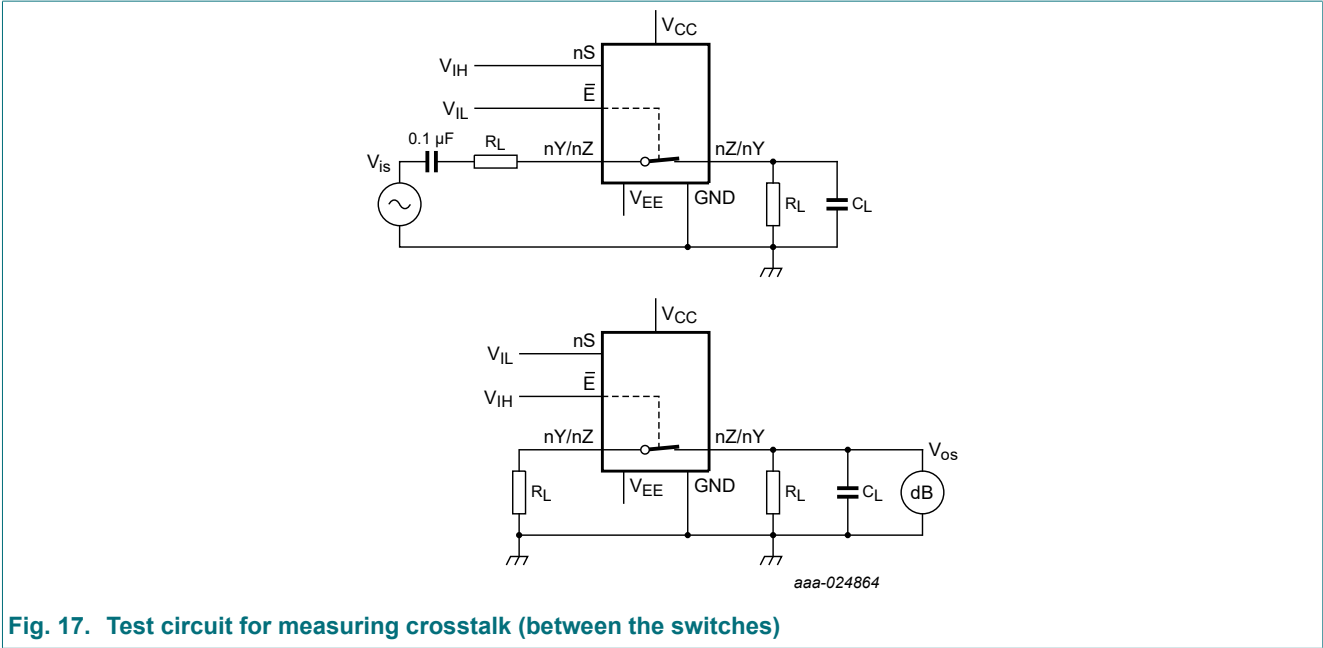 VCC
nS
VIH
Ē
VIL
0.1 µF
RL
nY/nZ
nZ/nY
Vis
VEE
GND
RL
CL
VCC
nS
VIL
Ē
VIH
nY/nZ
nZ/nY
Vos
RL
VEE
GND
RL
CL
dB
aaa-024864
Fig. 17. Test circuit for measuring crosstalk (between the switches)